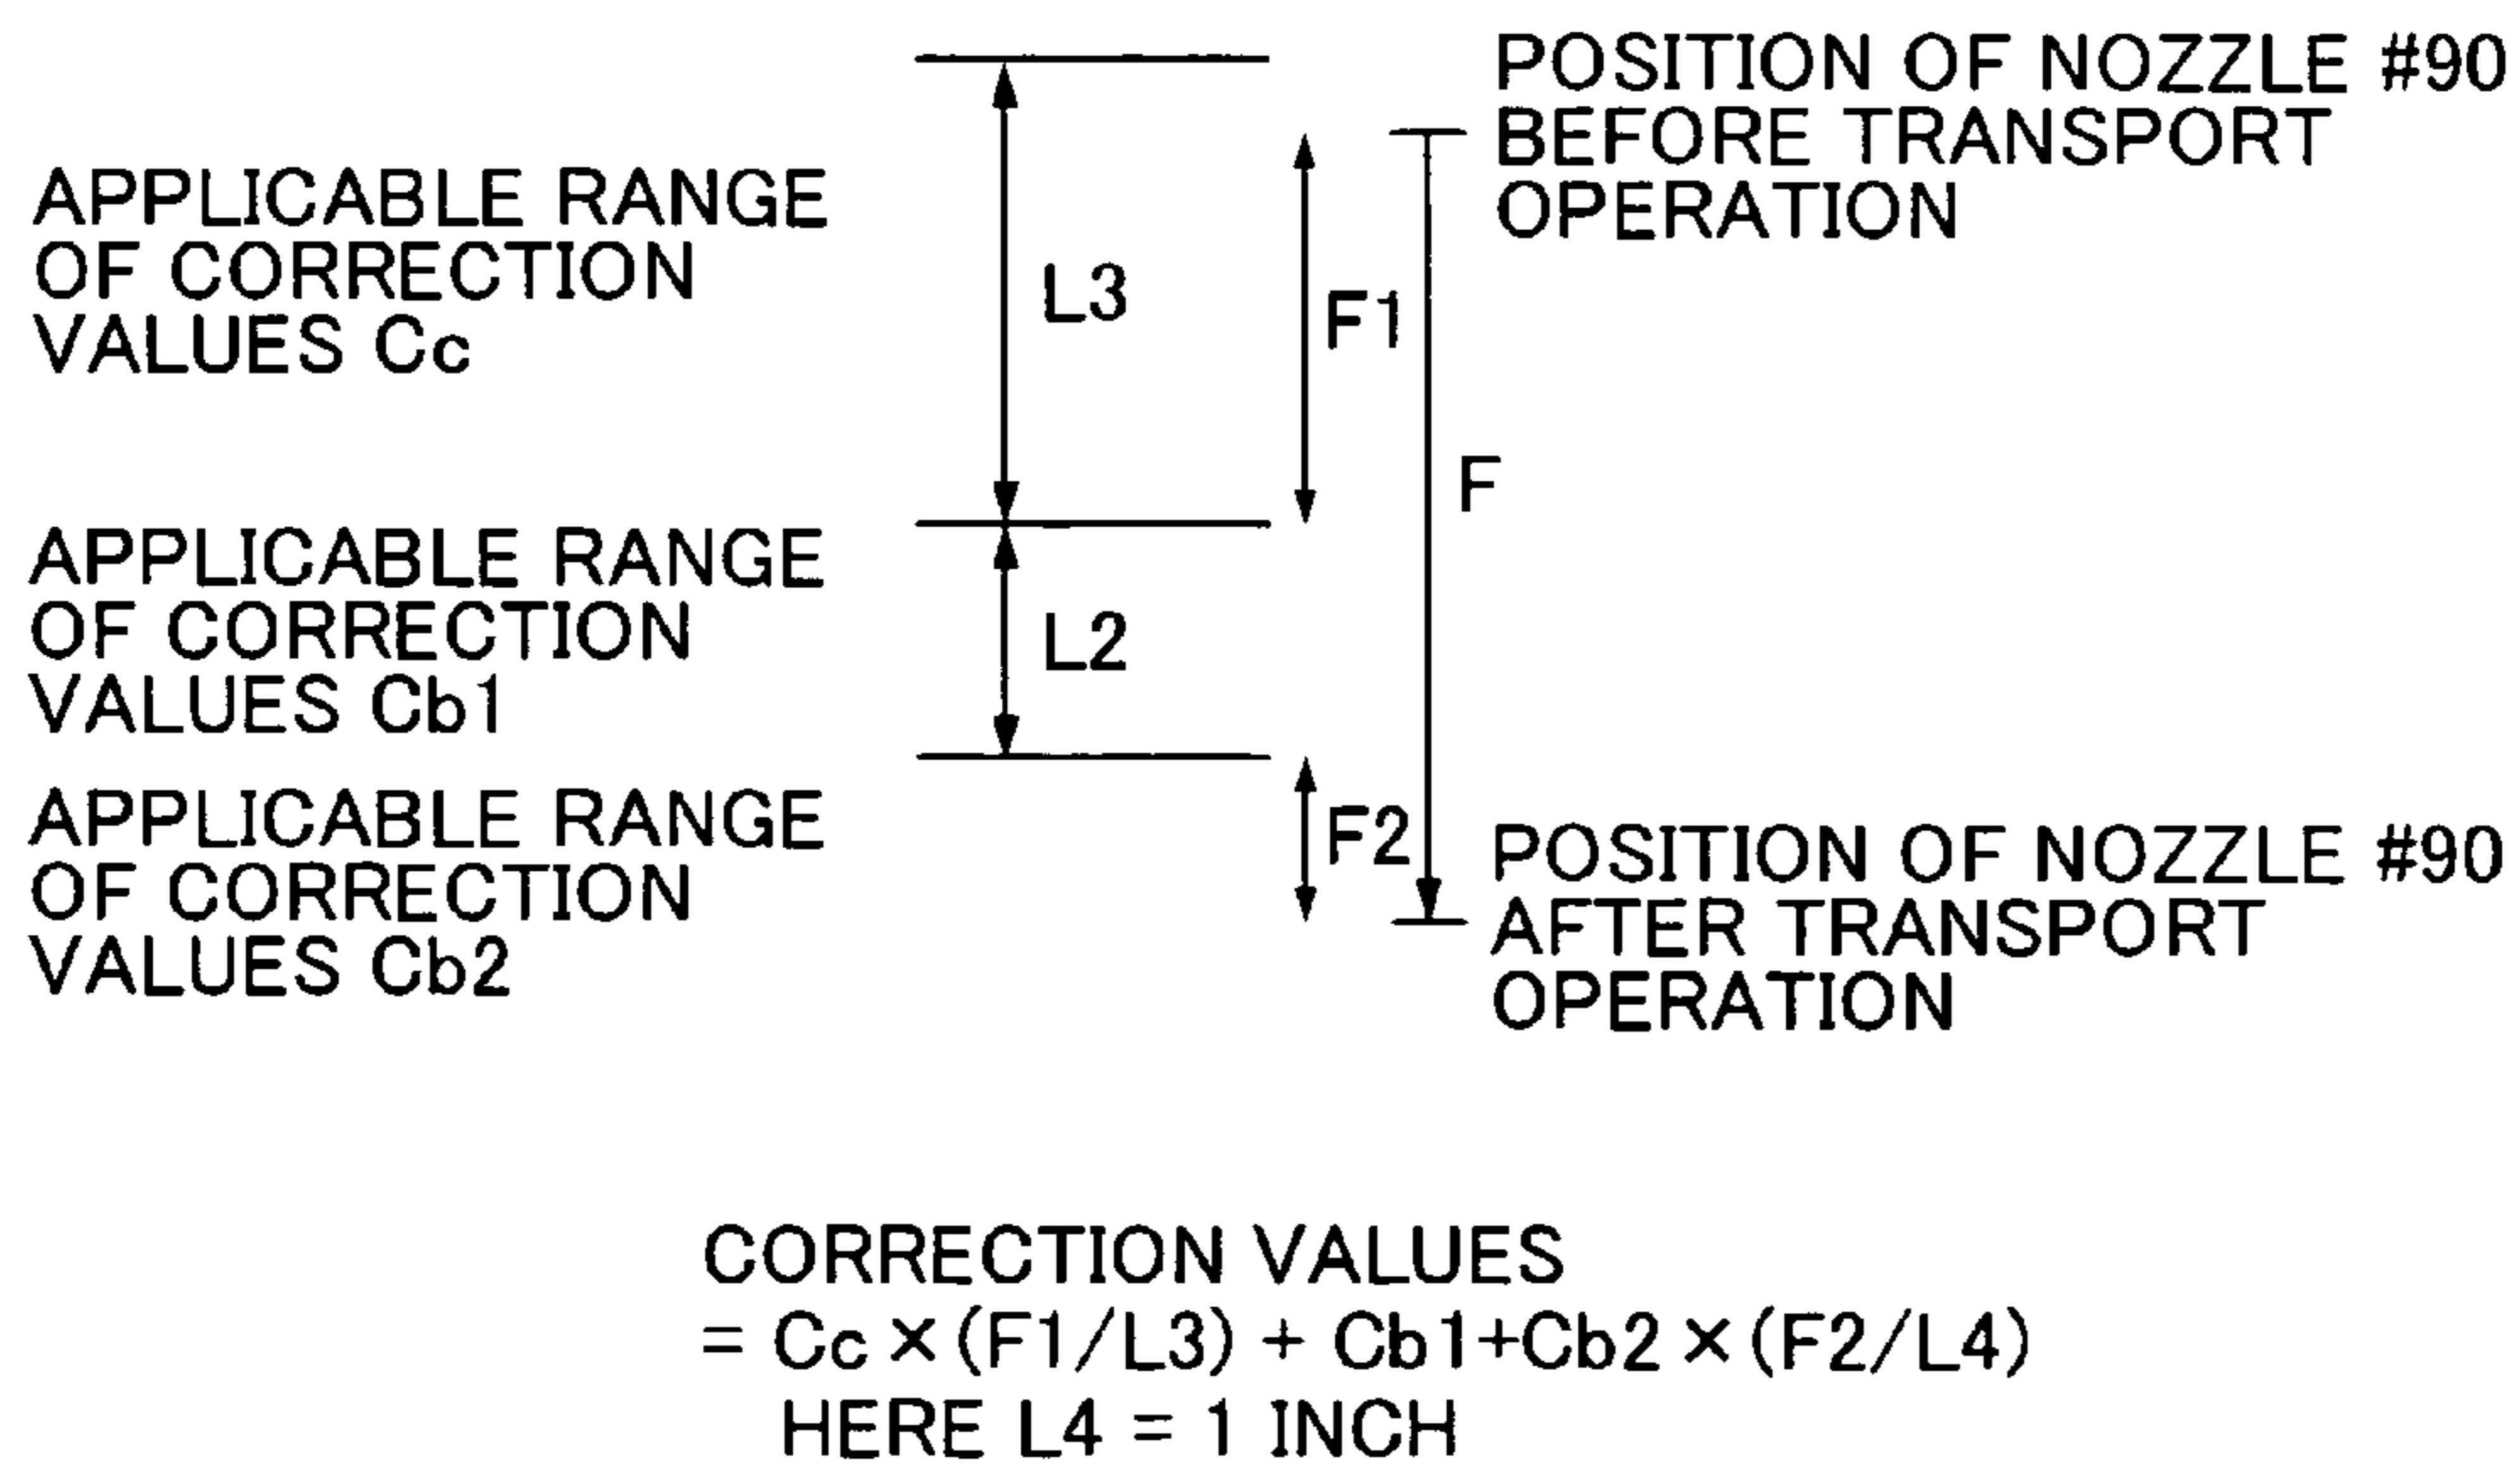 APPLICABLE RANGE
OF CORRECTION
VALUES Cc
APPLICABLE RANGE
OF CORRECTION
VALUES Cb1
APPLICABLE RANGE
OF CORRECTION
VALUES Cb2
L3
L2
F1
F2
F
POSITION OF NOZZLE #90
BEFORE TRANSPORT
OPERATION
POSITION OF NOZZLE #90
AFTER TRANSPORT
OPERATION
CORRECTION VALUES
= Cc × (F1/L3) + Cb1+Cb2 × (F2/L4)
HERE L4 = 1 INCH